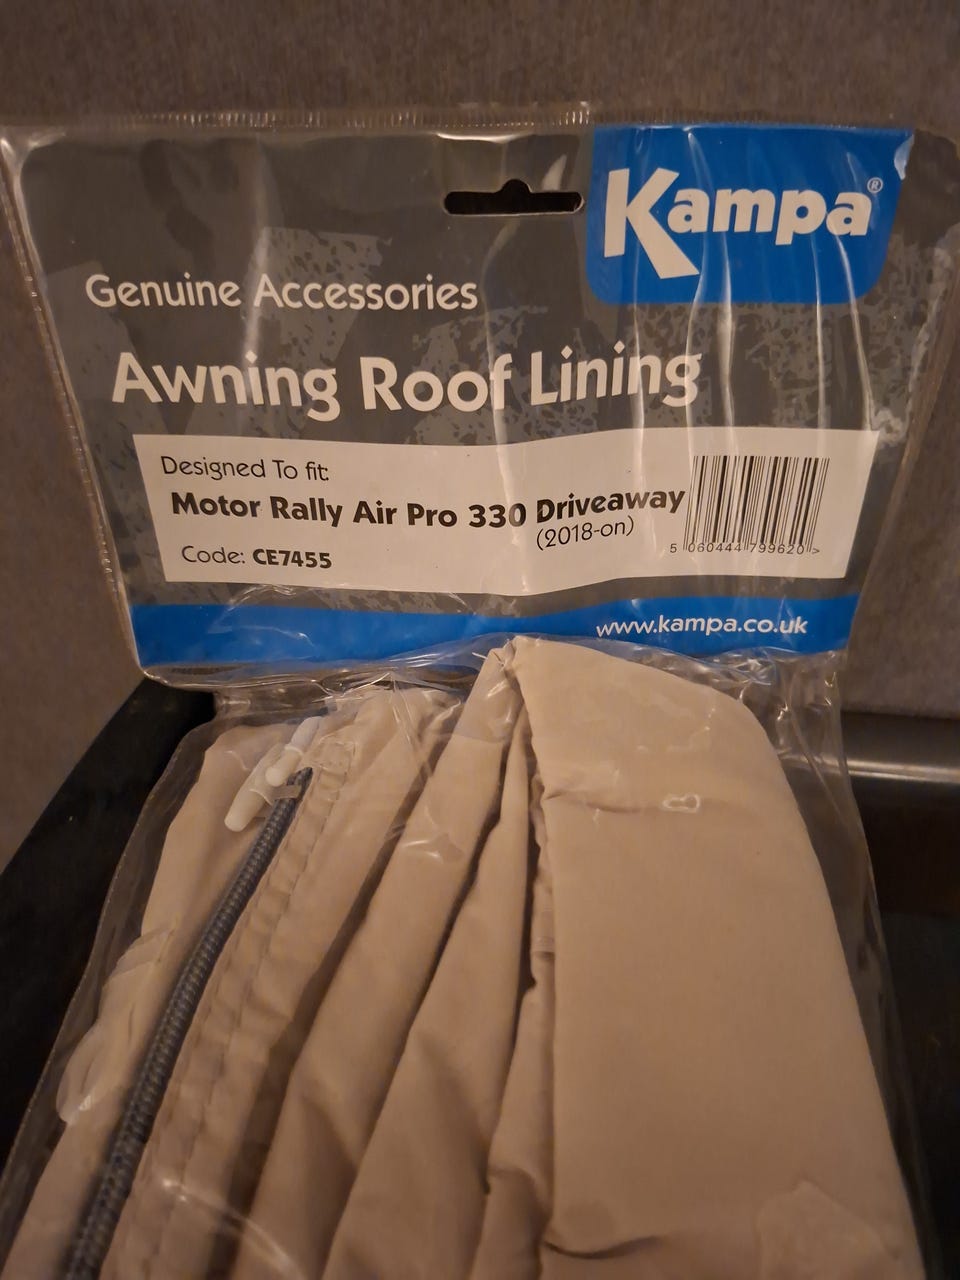 Kampa®
Genuine Accessories
Awning Roof Lining
Designed To fit:
Motor Rally Air Pro 330 Driveaway
(2018-on)
Code: CE7455
5 060444 799620 >
www.kampa.co.uk